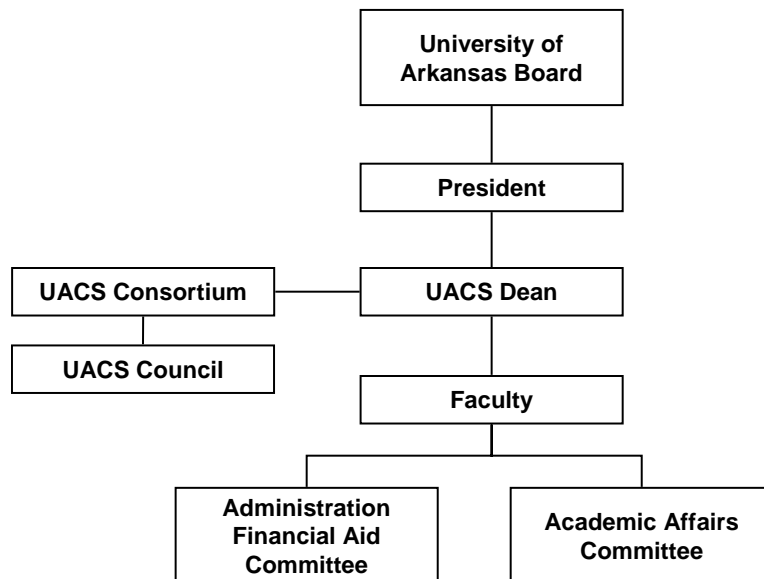 University of
Arkansas Board
President
UACS Consortium
UACS Dean
UACS Council
Faculty
Administration
Financial Aid
Committee
Academic Affairs
Committee